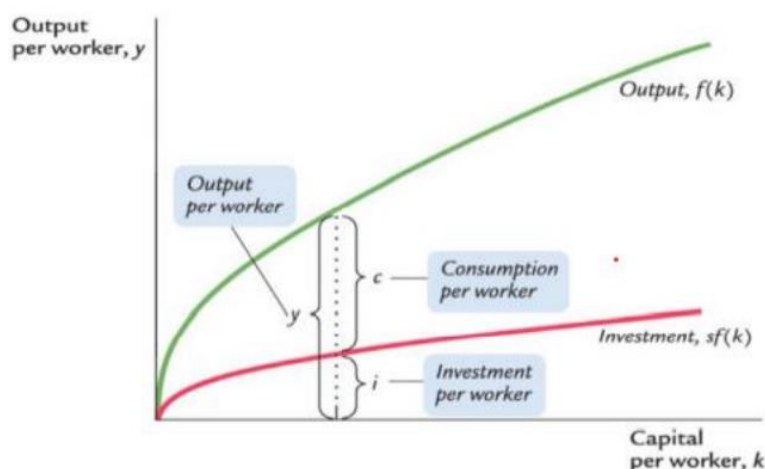 Output
per worker, y
Output, f(k)
Output
per worker
c
Consumption
per worker
y
Investment, sf(k)
i
Investment
per worker
Capital
per worker, k